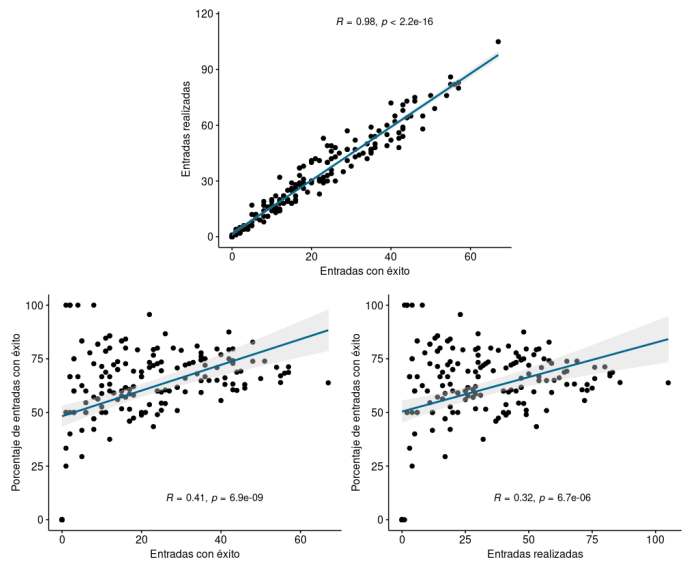 120
90
60
30
0
Entradas realizadas
R = 0.98, p < 2.2e-16
0 20 40 60
Entradas con éxito
100
75
50
25
0
Porcentaje de entradas con éxito
R = 0.41, p = 6.9e-09
0 20 40 60
Entradas con éxito
100
75
50
25
0
Porcentaje de entradas con éxito
R = 0.32, p = 6.7e-06
0 25 50 75 100
Entradas realizadas